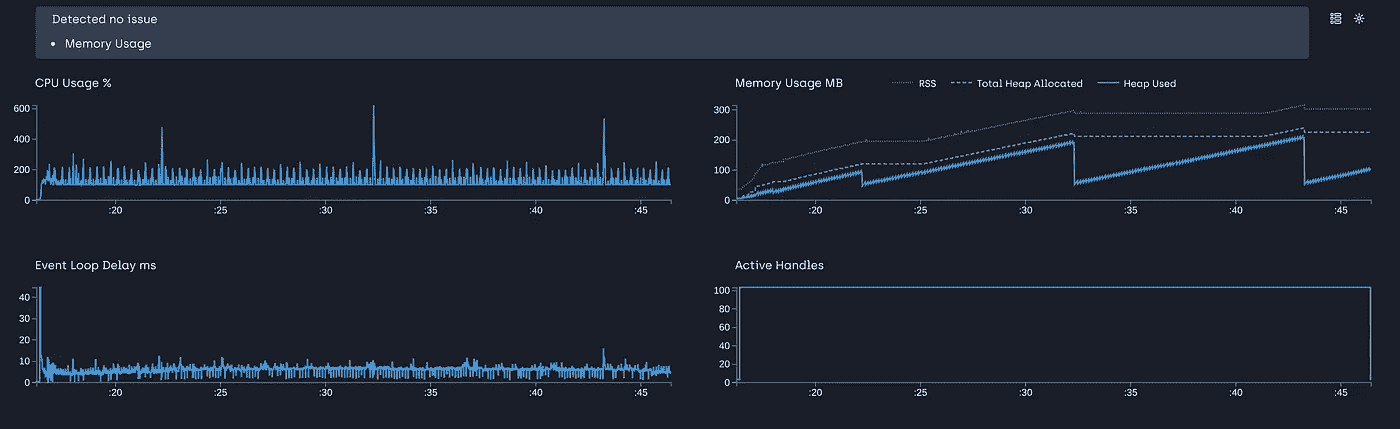 Detected no issue
• Memory Usage
CPU Usage %
600
400
200
0
:20 :25 :30 :35 :40 :45
Memory Usage MB RSS Total Heap Allocated Heap Used
300
200
100
0
:20 :25 :30 :35 :40 :45
Event Loop Delay ms
40
30
20
10
0
:20 :25 :30 :35 :40 :45
Active Handles
100
80
60
40
20
0
:20 :25 :30 :35 :40 :45